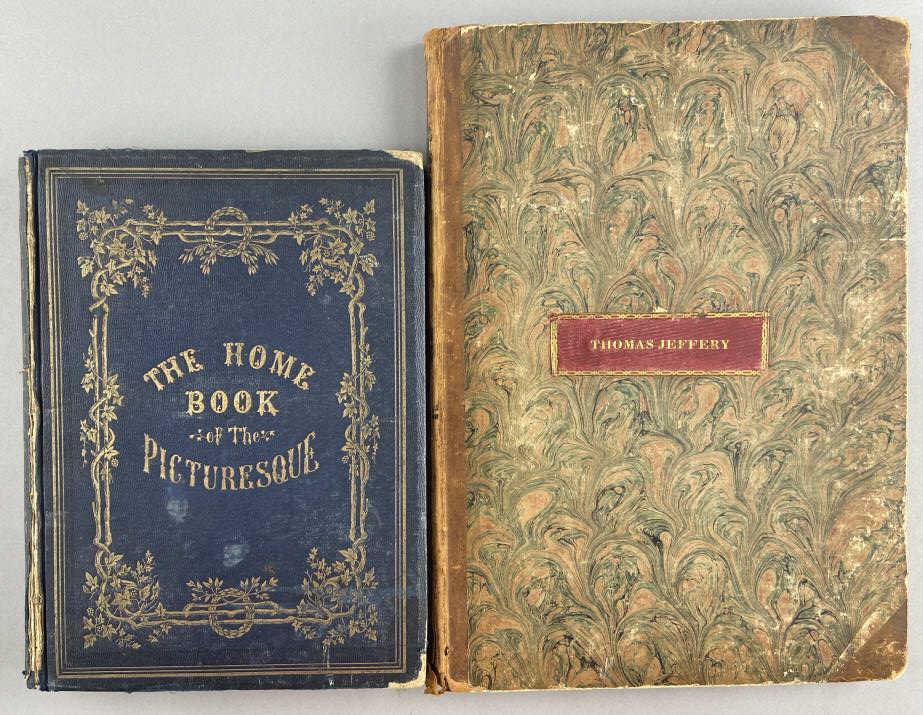 THE HOME
BOOK
of The
PICTURESQUE
THOMAS JEFFERY